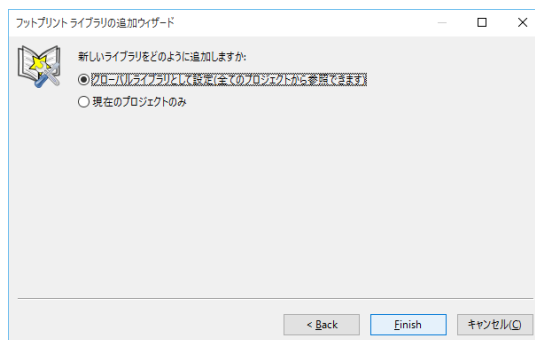 フットプリント ライブラリの追加ウィザード
新しいライブラリをどのように追加しますか:
グローバルライブラリとして設定(全てのプロジェクトから参照できます)
現在のプロジェクトのみ
< Back
Finish
キャンセル(C)